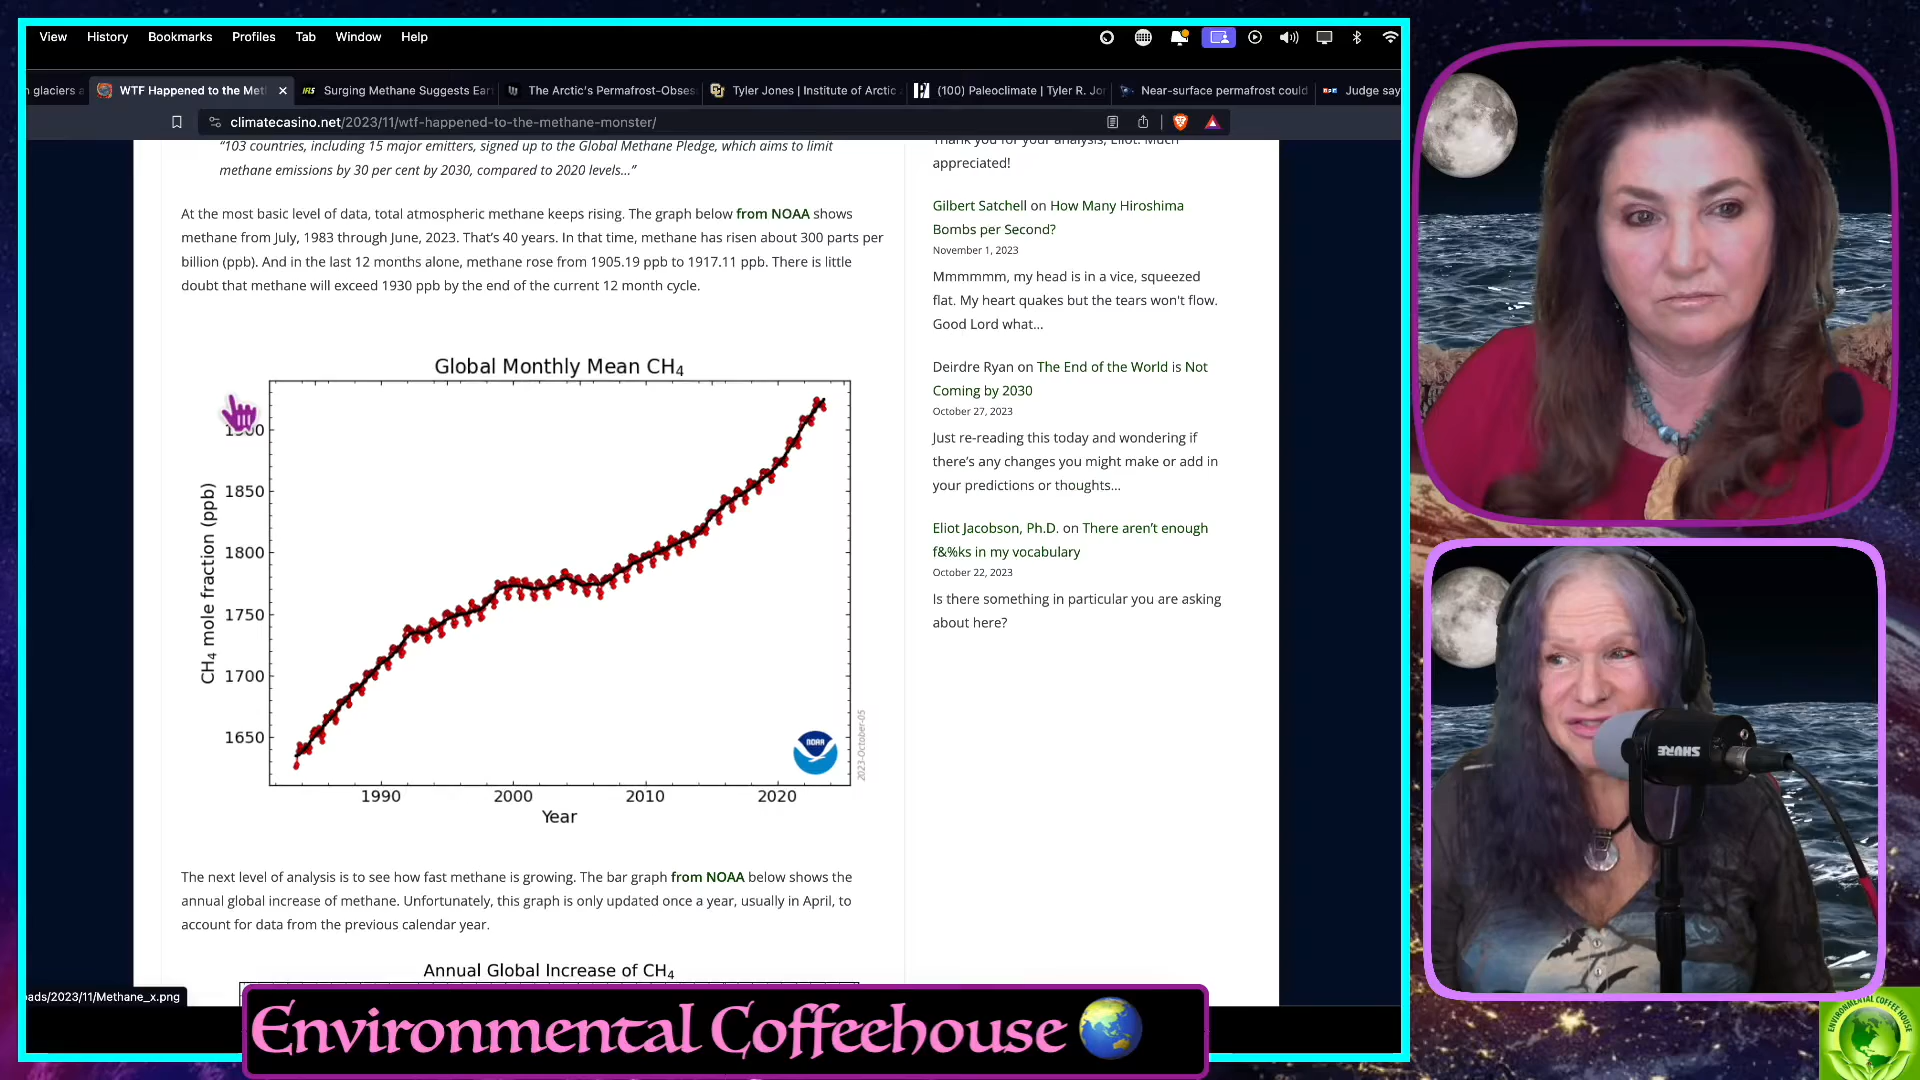 View History Bookmarks Profiles Tab Window Help
glaciers a WTF Happened to the Met IFLS Surging Methane Suggests Ear The Arctic's Permafrost-Obses Tyler Jones | Institute of Arctic (100) Paleoclimate | Tyler R. Jor Near-surface permafrost could Judge say
climatecasino.net/2023/11/wtf-happened-to-the-methane-monster/
"103 countries, including 15 major emitters, signed up to the Global Methane Pledge, which aims to limit
methane emissions by 30 per cent by 2030, compared to 2020 levels..."
At the most basic level of data, total atmospheric methane keeps rising. The graph below from NOAA shows
methane from July, 1983 through June, 2023. That's 40 years. In that time, methane has risen about 300 parts per
billion (ppb). And in the last 12 months alone, methane rose from 1905.19 ppb to 1917.11 ppb. There is little
doubt that methane will exceed 1930 ppb by the end of the current 12 month cycle.
Global Monthly Mean CH₄
CH₄ mole fraction (ppb)
1900
1850
1800
1750
1700
1650
NOAA
2023-October-05
1990 2000 2010 2020
Year
The next level of analysis is to see how fast methane is growing. The bar graph from NOAA below shows the
annual global increase of methane. Unfortunately, this graph is only updated once a year, usually in April, to
account for data from the previous calendar year.
Annual Global Increase of CH₄
Thank you for your analysis, Eliot. Much
appreciated!
Gilbert Satchell on How Many Hiroshima
Bombs per Second?
November 1, 2023
Mmmmmm, my head is in a vice, squeezed
flat. My heart quakes but the tears won't flow.
Good Lord what...
Deirdre Ryan on The End of the World is Not
Coming by 2030
October 27, 2023
Just re-reading this today and wondering if
there's any changes you might make or add in
your predictions or thoughts...
Eliot Jacobson, Ph.D. on There aren't enough
f&%ks in my vocabulary
October 22, 2023
Is there something in particular you are asking
about here?
ads/2023/11/Methane_x.png
Environmental Coffeehouse
SHURE
ENVIRONMENTAL COFFEE HOUSE